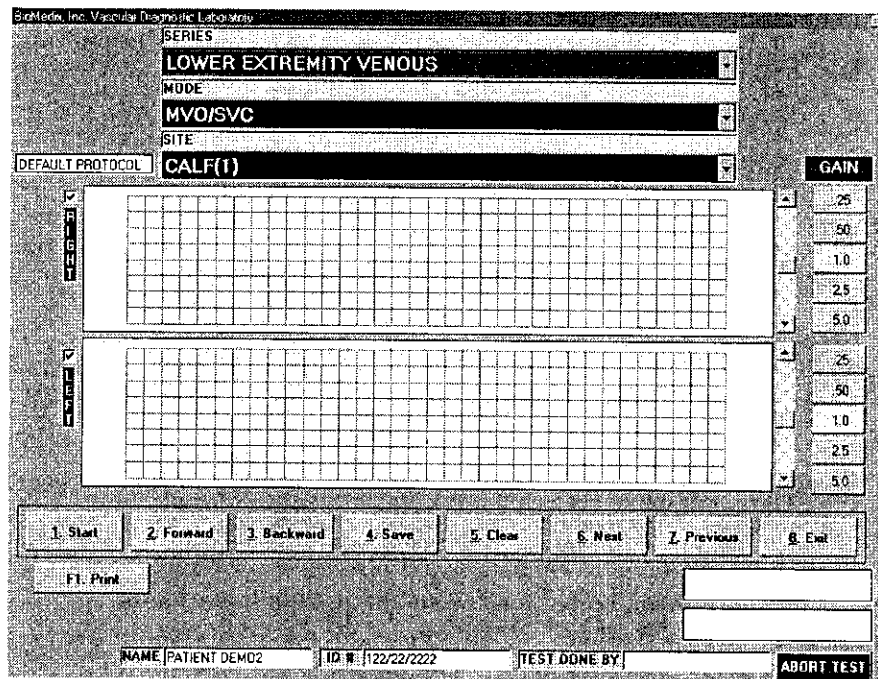 BioMedix, Inc. Vascular Diagnostic Laboratory
SERIES
LOWER EXTREMITY VENOUS
MODE
MVO/SVC
SITE
DEFAULT PROTOCOL
CALF(1)
GAIN
RIGHT
.25
.50
1.0
2.5
5.0
LEFT
.25
.50
1.0
2.5
5.0
1. Start 2. Forward 3. Backward 4. Save 5. Clear 6. Next 7. Previous 8. Exit
F1. Print
NAME PATIENT DEMO2 ID # 122/22/2222 TEST DONE BY
ABORT TEST